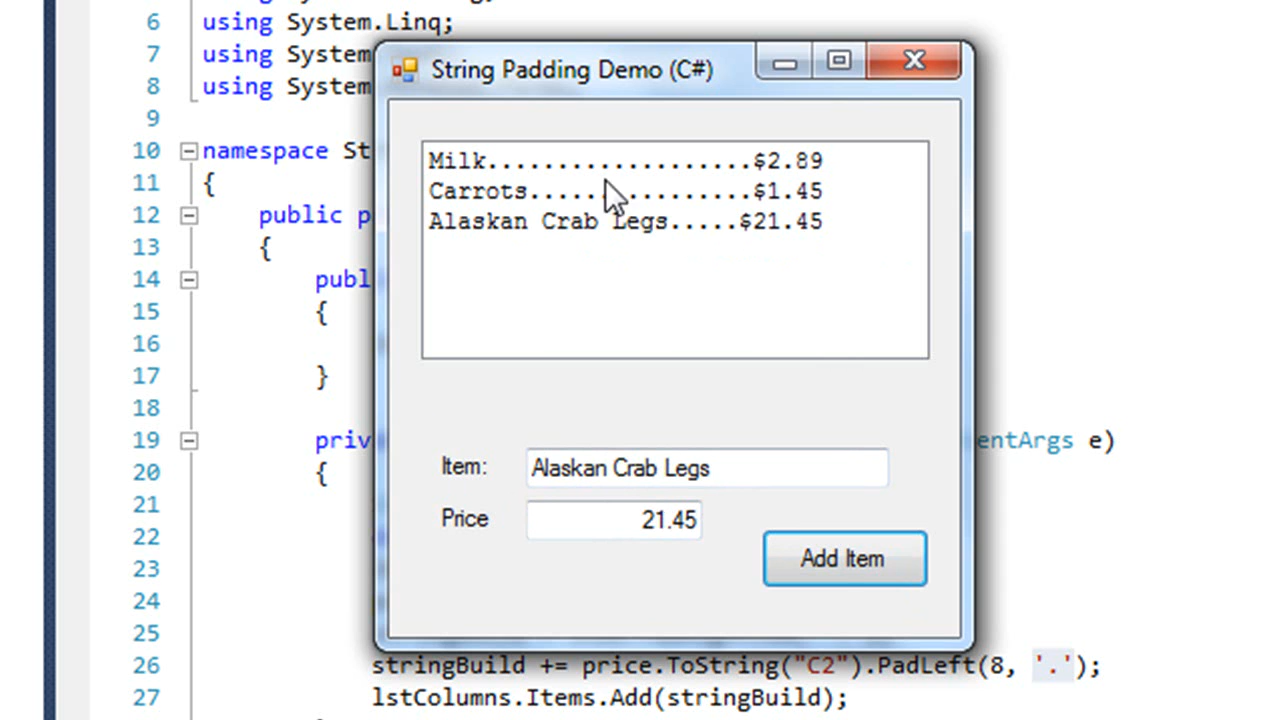 6 using System.Linq;
7 using System
8 using System
String Padding Demo (C#)
9
10 namespace St
11 {
12 public p
13 {
14 publ
15 {
16
17 }
18
19 priv entArgs e)
20 {
21
22
23
24
25
Milk...................$2.89
Carrots................$1.45
Alaskan Crab Legs.....$21.45
Item: Alaskan Crab Legs
Price 21.45
Add Item
26 stringBuild += price.ToString("C2").PadLeft(8, '.');
27 lstColumns.Items.Add(stringBuild);